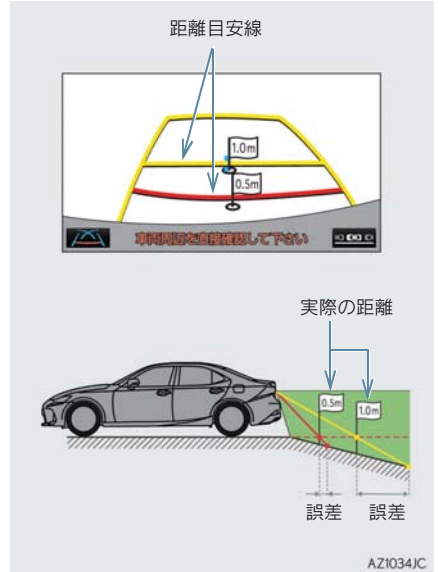 距離目安線
1.0m
0.5m
車両周辺を直接確認して下さい
実際の距離
0.5m
1.0m
誤差 誤差
AZ1034JC